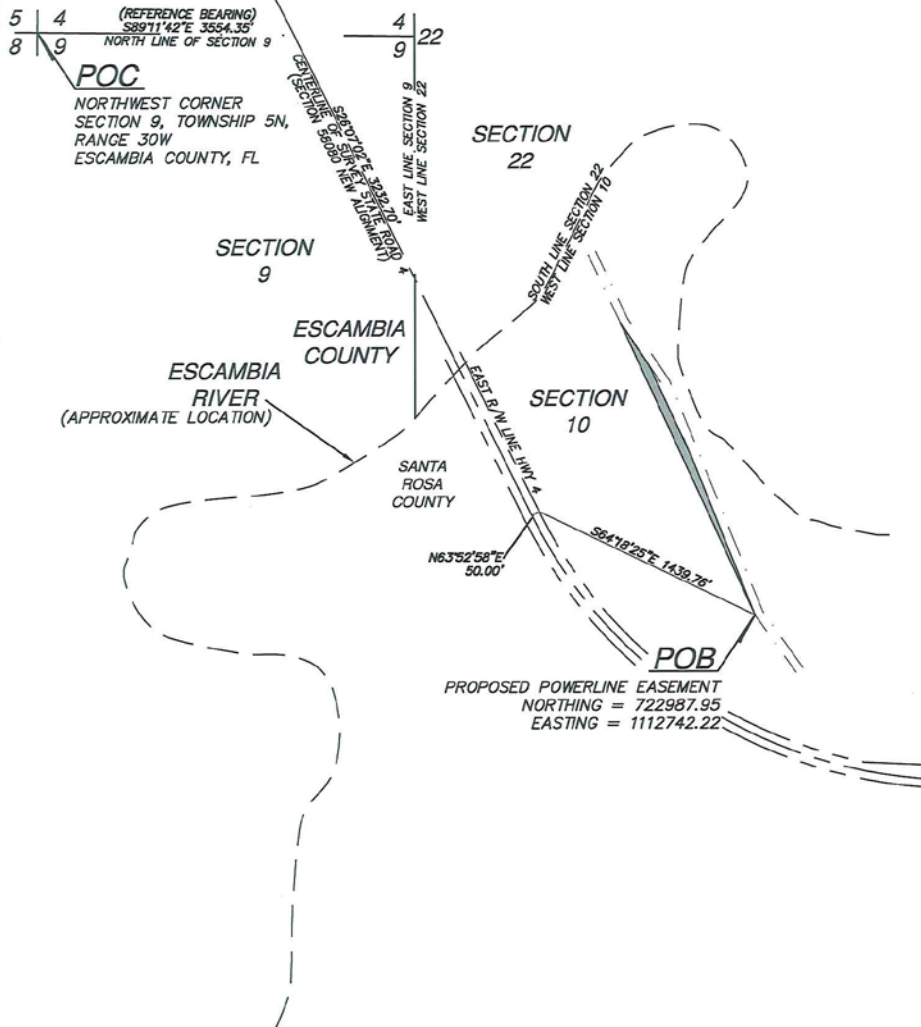 5 4
8 9
(REFERENCE BEARING)
S89°11'42"E 3554.35'
NORTH LINE OF SECTION 9
4
9 22
POC
NORTHWEST CORNER
SECTION 9, TOWNSHIP 5N,
RANGE 30W
ESCAMBIA COUNTY, FL
S26°07'02"E 3232.70'
CENTERLINE OF SURVEY STATE ROAD 4
(SECTION 56080 NEW ALIGNMENT)
EAST LINE SECTION 9
WEST LINE SECTION 22
SECTION
22
SOUTH LINE SECTION 22
WEST LINE SECTION 10
SECTION
9
ESCAMBIA
COUNTY
ESCAMBIA
RIVER
(APPROXIMATE LOCATION)
EAST R/W LINE HWY 4
SECTION
10
SANTA
ROSA
COUNTY
N63°52'58"E
50.00'
S64°18'25"E 1439.76'
POB
PROPOSED POWERLINE EASEMENT
NORTHING = 722987.95
EASTING = 1112742.22